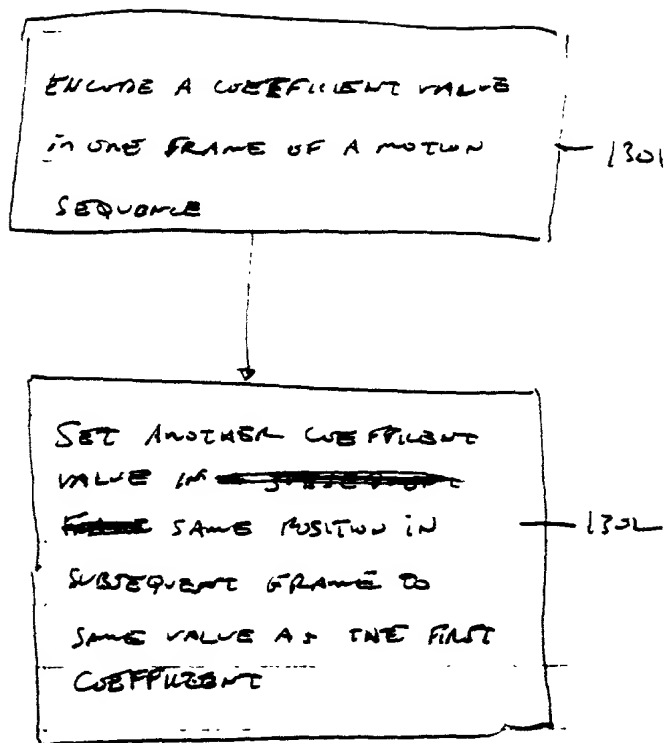 ENCODE A COEFFICIENT VALUE
in ONE FRAME OF A MOTION
SEQUENCE
1301
SET ANOTHER COEFFICIENT
VALUE IN
SAME POSITION IN
SUBSEQUENT FRAME TO
SAME VALUE AS THE FIRST
COEFFICIENT
1302